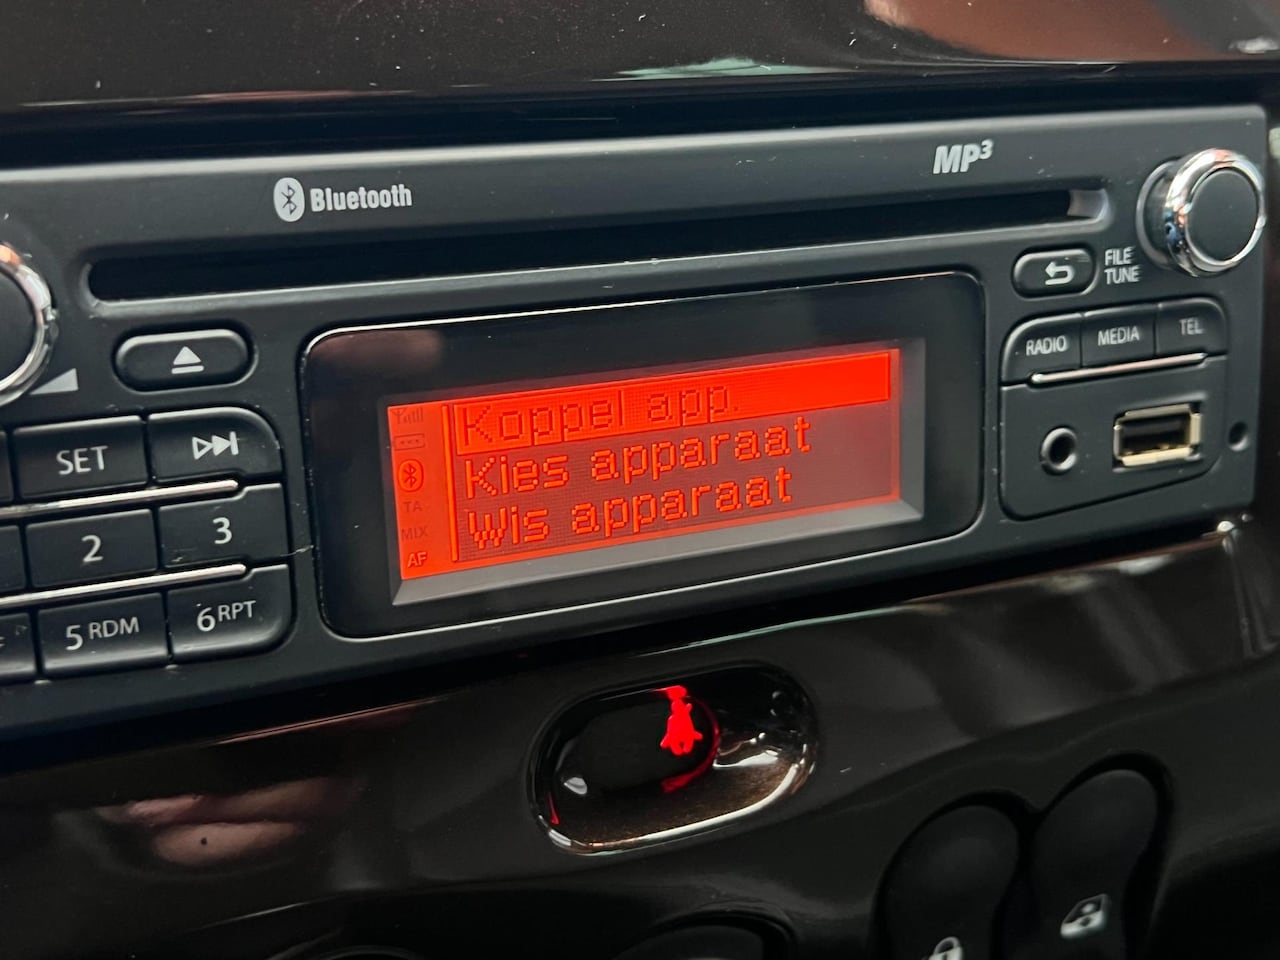 MP3
Bluetooth
FILE
TUNE
RADIO
MEDIA
TEL
SET
2
3
5 RDM
6 RPT
Koppel app.
Kies apparaat
Wis apparaat
TA
MIX
AF